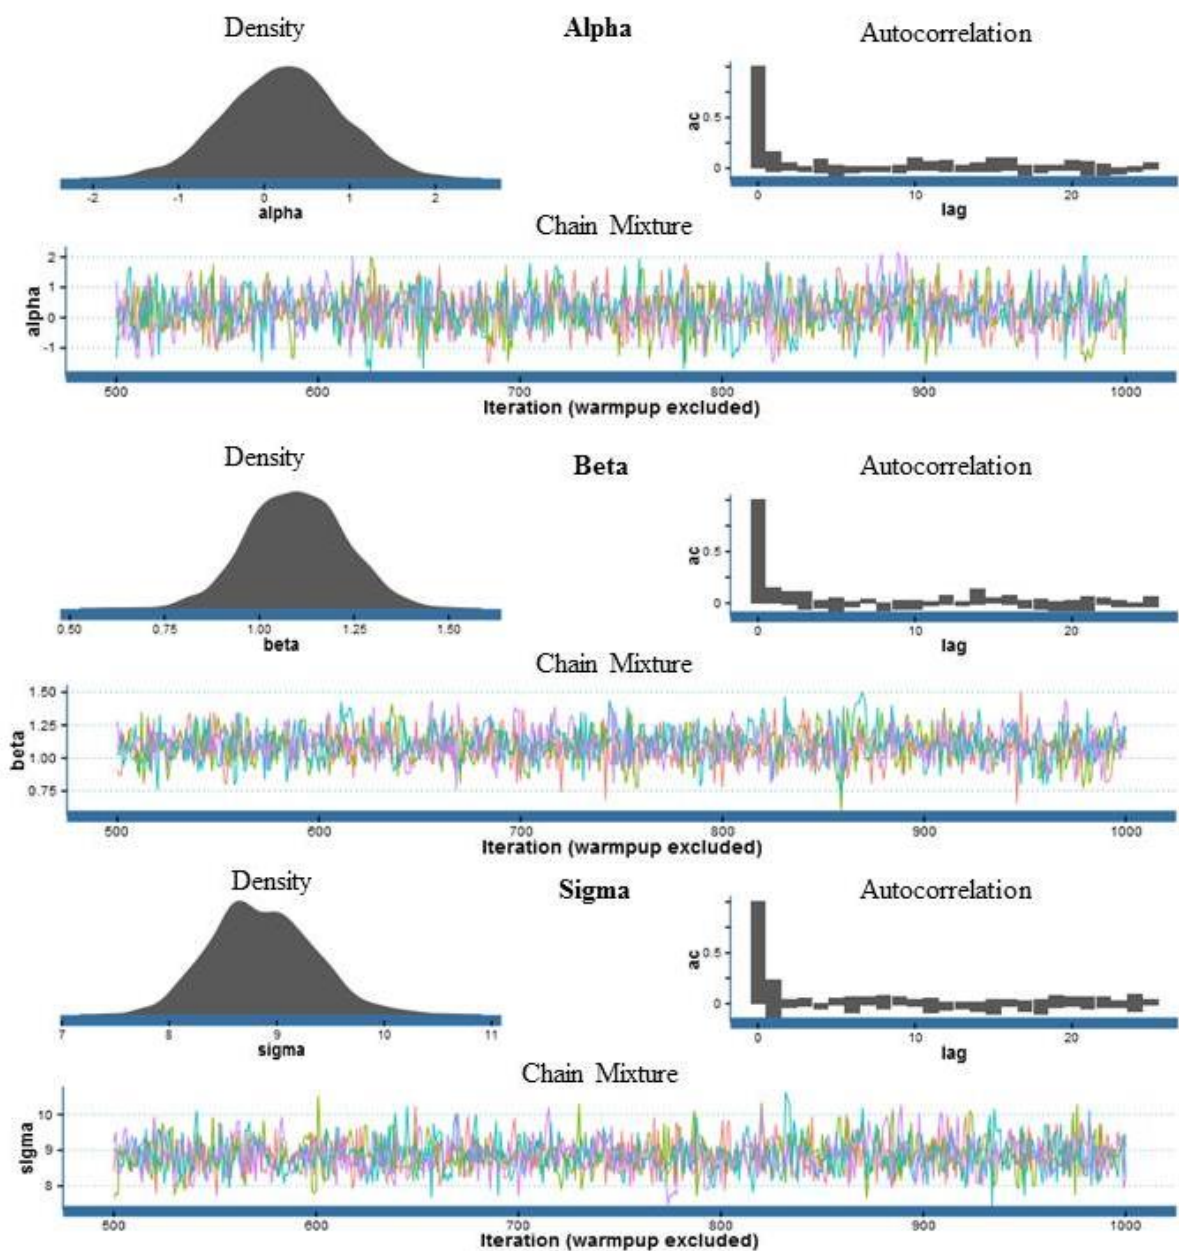 Density Alpha Autocorrelation
ac 0.5 0
-2 -1 0 1 2
alpha
0 10 20
lag
Chain Mixture
alpha 2 1 0 -1
500 600 700 800 900 1000
Iteration (warmpup excluded)
Density Beta Autocorrelation
ac 0.5 0
0.50 0.75 1.00 1.25 1.50
beta
0 10 20
lag
Chain Mixture
beta 1.50 1.25 1.00 0.75
500 600 700 800 900 1000
Iteration (warmpup excluded)
Density Sigma Autocorrelation
ac 0.5 0
7 8 9 10 11
sigma
0 10 20
lag
Chain Mixture
sigma 10 9 8
500 600 700 800 900 1000
Iteration (warmpup excluded)